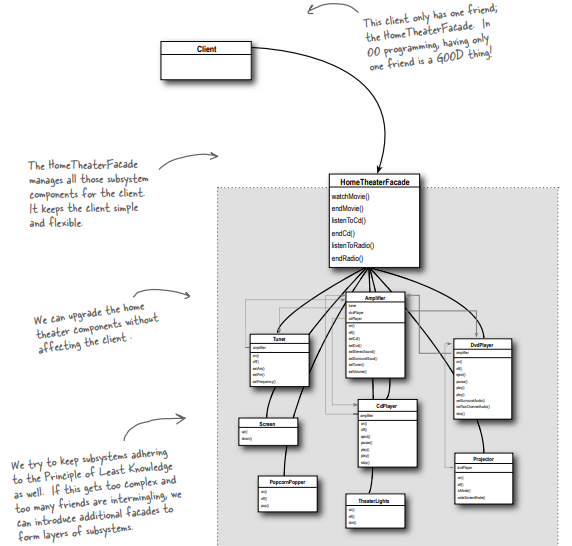 This client only has one friend;
the HomeTheaterFacade. In
OO programming, having only
one friend is a GOOD thing!
Client
The HomeTheaterFacade
manages all those subsystem
components for the client.
It keeps the client simple
and flexible.
HomeTheaterFacade
watchMovie()
endMovie()
listenToCd()
endCd()
listenToRadio()
endRadio()
We can upgrade the home
theater components without
affecting the client.
Amplifier
tuner
dvdPlayer
cdPlayer
on()
off()
setCd()
setDvd()
setStereoSound()
setSurroundSound()
setTuner()
setVolume()
Tuner
amplifier
on()
off()
setAm()
setFm()
setFrequency()
DvdPlayer
amplifier
on()
off()
eject()
pause()
play()
play()
setSurroundAudio()
setTwoChannelAudio()
stop()
CdPlayer
amplifier
on()
off()
eject()
pause()
play()
play()
stop()
Screen
up()
down()
Projector
dvdPlayer
on()
off()
tvMode()
wideScreenMode()
PopcornPopper
on()
off()
pop()
TheaterLights
on()
off()
dim()
We try to keep subsystems adhering
to the Principle of Least Knowledge
as well. If this gets too complex and
too many friends are intermingling, we
can introduce additional facades to
form layers of subsystems.